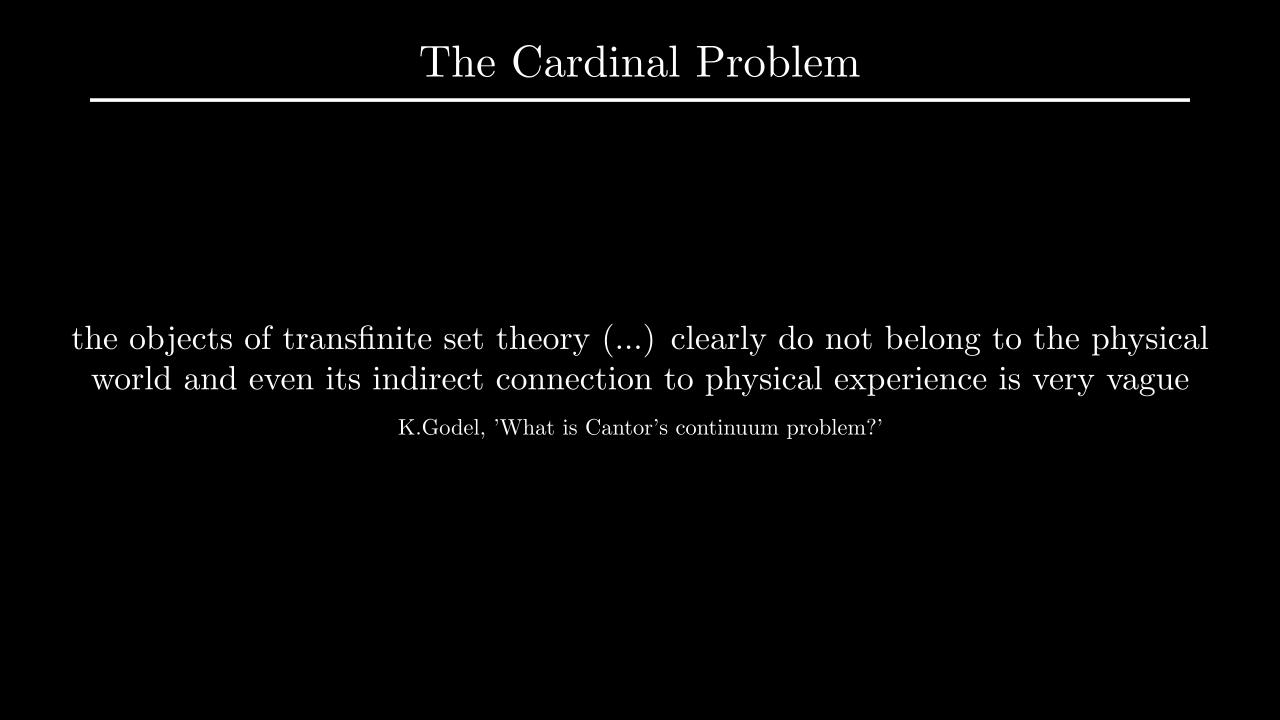 The Cardinal Problem
the objects of transfinite set theory (...) clearly do not belong to the physical
world and even its indirect connection to physical experience is very vague
K.Godel, 'What is Cantor's continuum problem?'